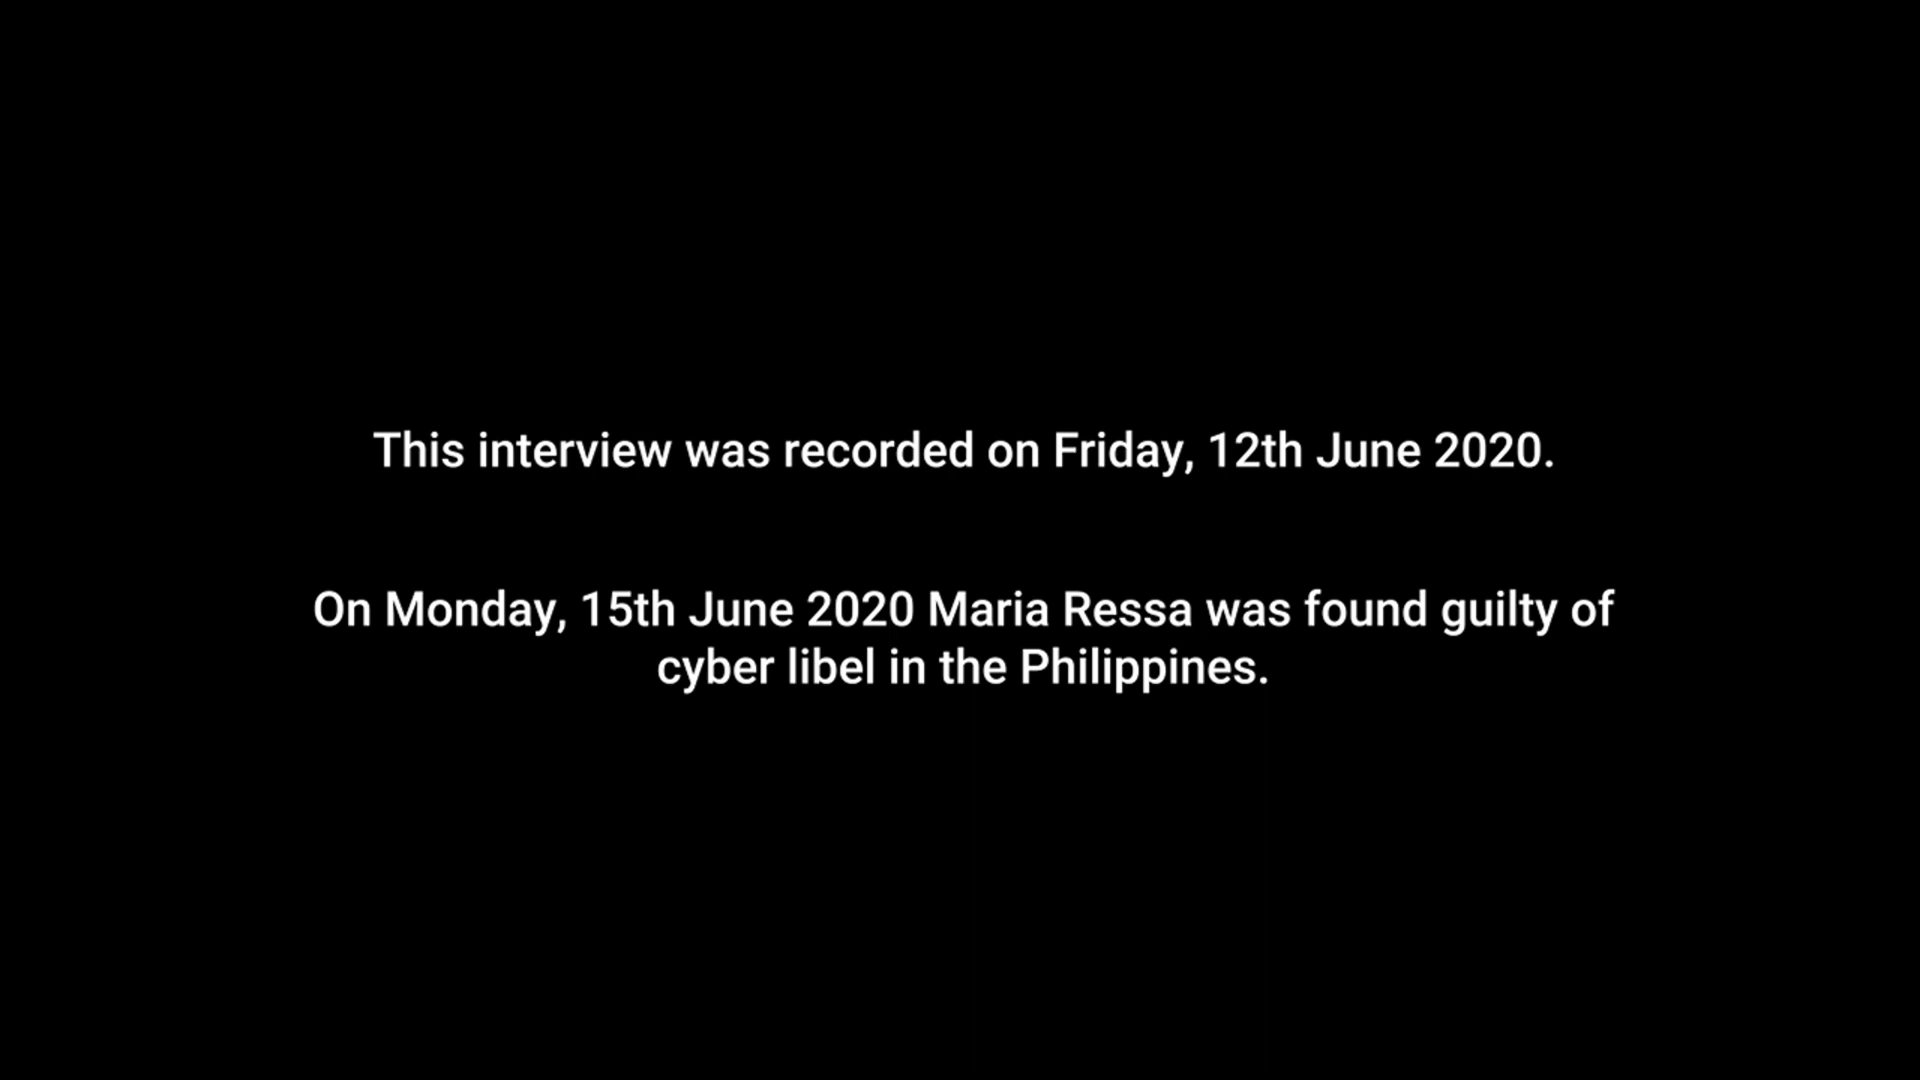 This interview was recorded on Friday, 12th June 2020.
On Monday, 15th June 2020 Maria Ressa was found guilty of
cyber libel in the Philippines.